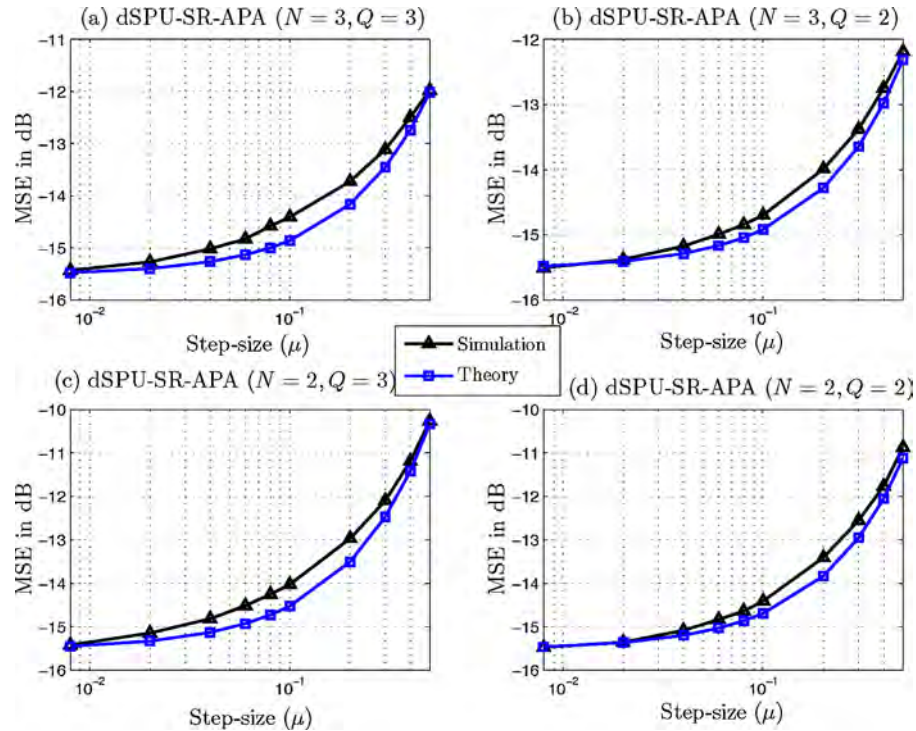 (a) dSPU-SR-APA (N = 3, Q = 3)
(b) dSPU-SR-APA (N = 3, Q = 2)
−11
−12
−13
−14
−15
−16
MSE in dB
10⁻²
10⁻¹
Step-size (μ)
−12
−13
−14
−15
−16
MSE in dB
10⁻²
10⁻¹
Step-size (μ)
Simulation
Theory
(c) dSPU-SR-APA (N = 2, Q = 3)
(d) dSPU-SR-APA (N = 2, Q = 2)
−10
−11
−12
−13
−14
−15
−16
MSE in dB
10⁻²
10⁻¹
Step-size (μ)
−10
−11
−12
−13
−14
−15
−16
MSE in dB
10⁻²
10⁻¹
Step-size (μ)